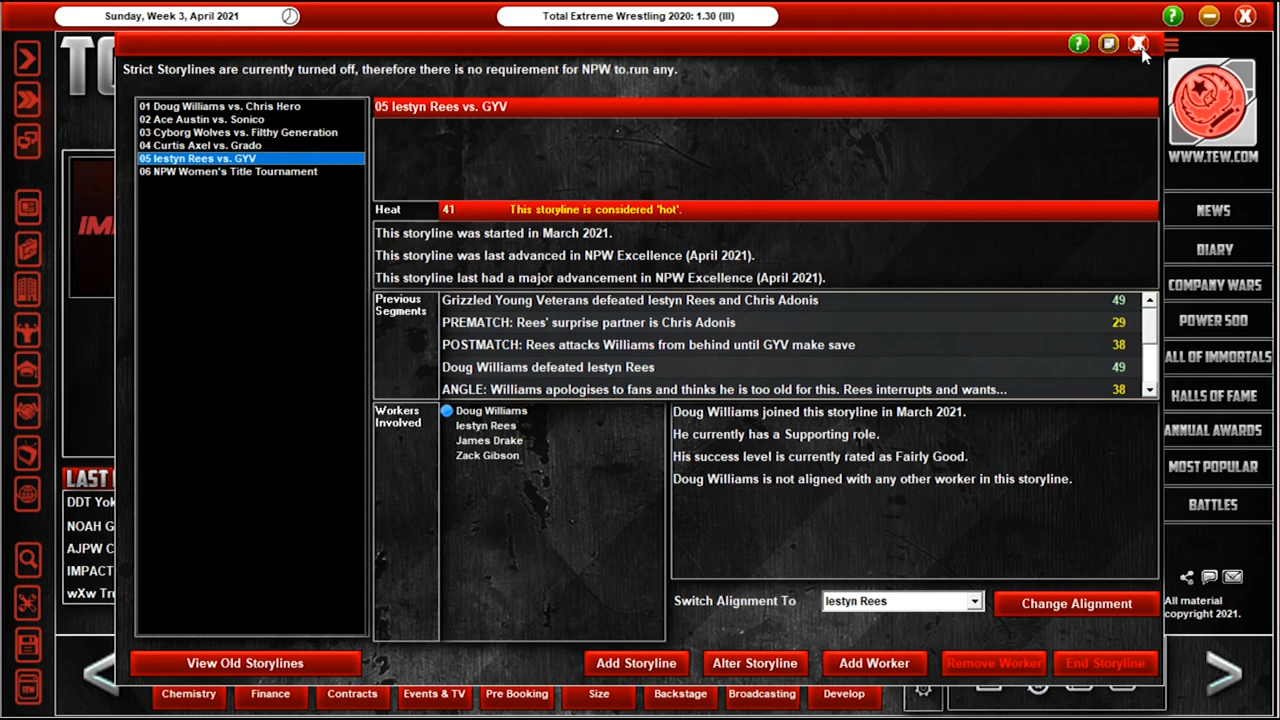 Sunday, Week 3, April 2021
Total Extreme Wrestling 2020: 1.30 (III)
Strict Storylines are currently turned off, therefore there is no requirement for NPW to run any.
01 Doug Williams vs. Chris Hero
02 Ace Austin vs. Sonico
03 Cyborg Wolves vs. Filthy Generation
04 Curtis Axel vs. Grado
05 Iestyn Rees vs. GYV
06 NPW Women's Title Tournament
05 Iestyn Rees vs. GYV
Heat 41 This storyline is considered 'hot'.
This storyline was started in March 2021.
This storyline was last advanced in NPW Excellence (April 2021).
This storyline last had a major advancement in NPW Excellence (April 2021).
Previous Segments
Grizzled Young Veterans defeated Iestyn Rees and Chris Adonis 49
PREMATCH: Rees' surprise partner is Chris Adonis 29
POSTMATCH: Rees attacks Williams from behind until GYV make save 38
Doug Williams defeated Iestyn Rees 49
ANGLE: Williams apologises to fans and thinks he is too old for this. Rees interrupts and wants... 38
Workers Involved
Doug Williams
Iestyn Rees
James Drake
Zack Gibson
Doug Williams joined this storyline in March 2021.
He currently has a Supporting role.
His success level is currently rated as Fairly Good.
Doug Williams is not aligned with any other worker in this storyline.
Switch Alignment To Iestyn Rees Change Alignment
View Old Storylines Add Storyline Alter Storyline Add Worker Remove Worker End Storyline
WWW.TEW.COM
NEWS
DIARY
COMPANY WARS
POWER 500
ALL OF IMMORTALS
HALLS OF FAME
ANNUAL AWARDS
MOST POPULAR
BATTLES
All material
copyright 2021.
IM
LAST
DDT Yok
NOAH G
AJPW C
IMPACT
wXw Tr
Chemistry Finance Contracts Events & TV Pre Booking Size Backstage Broadcasting Develop